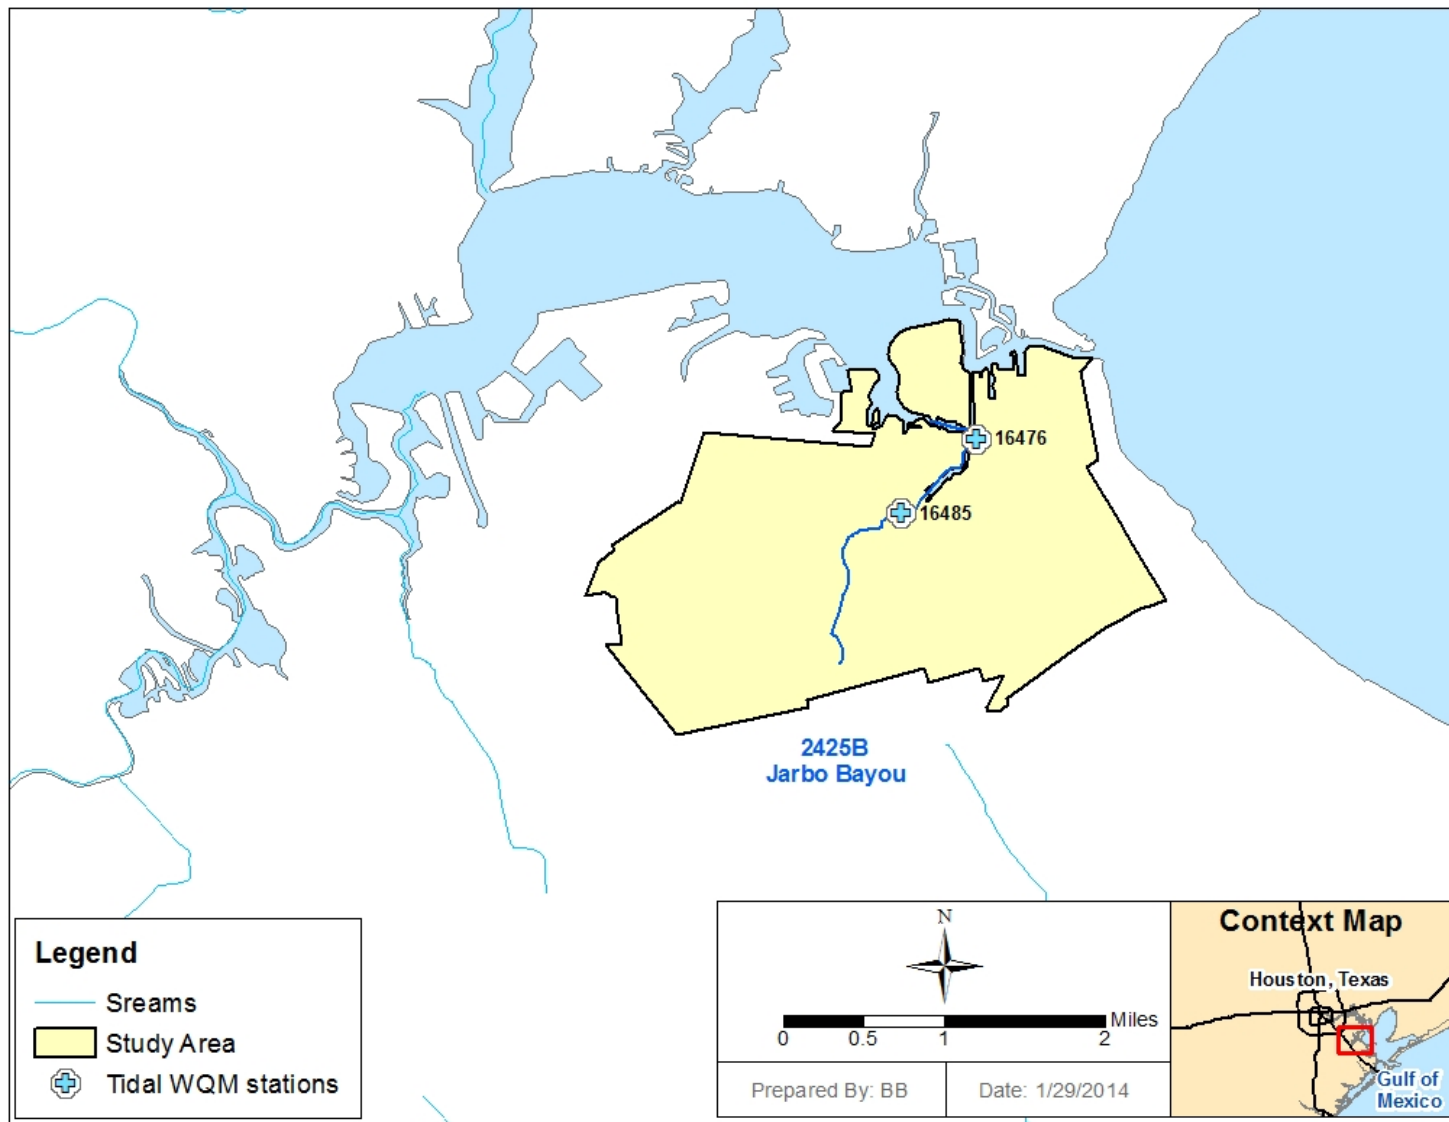 16476
16485
2425B
Jarbo Bayou
Legend
Sreams
Study Area
Tidal WQM stations
N
Miles
0 0.5 1 2
Prepared By: BB
Date: 1/29/2014
Context Map
Houston, Texas
Gulf of
Mexico